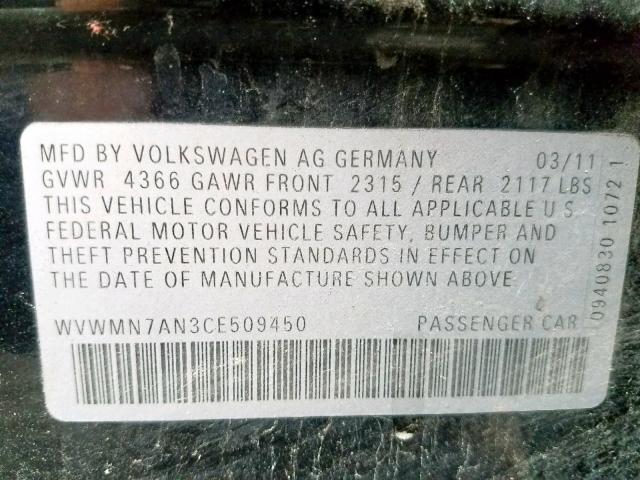 MFD BY VOLKSWAGEN AG GERMANY 03/11
GVWR 4366 GAWR FRONT 2315 / REAR 2117 LBS
THIS VEHICLE CONFORMS TO ALL APPLICABLE U S
FEDERAL MOTOR VEHICLE SAFETY, BUMPER AND
THEFT PREVENTION STANDARDS IN EFFECT ON
THE DATE OF MANUFACTURE SHOWN ABOVE
WVWMN7AN3CE509450 PASSENGER CAR
0940830 1072 1